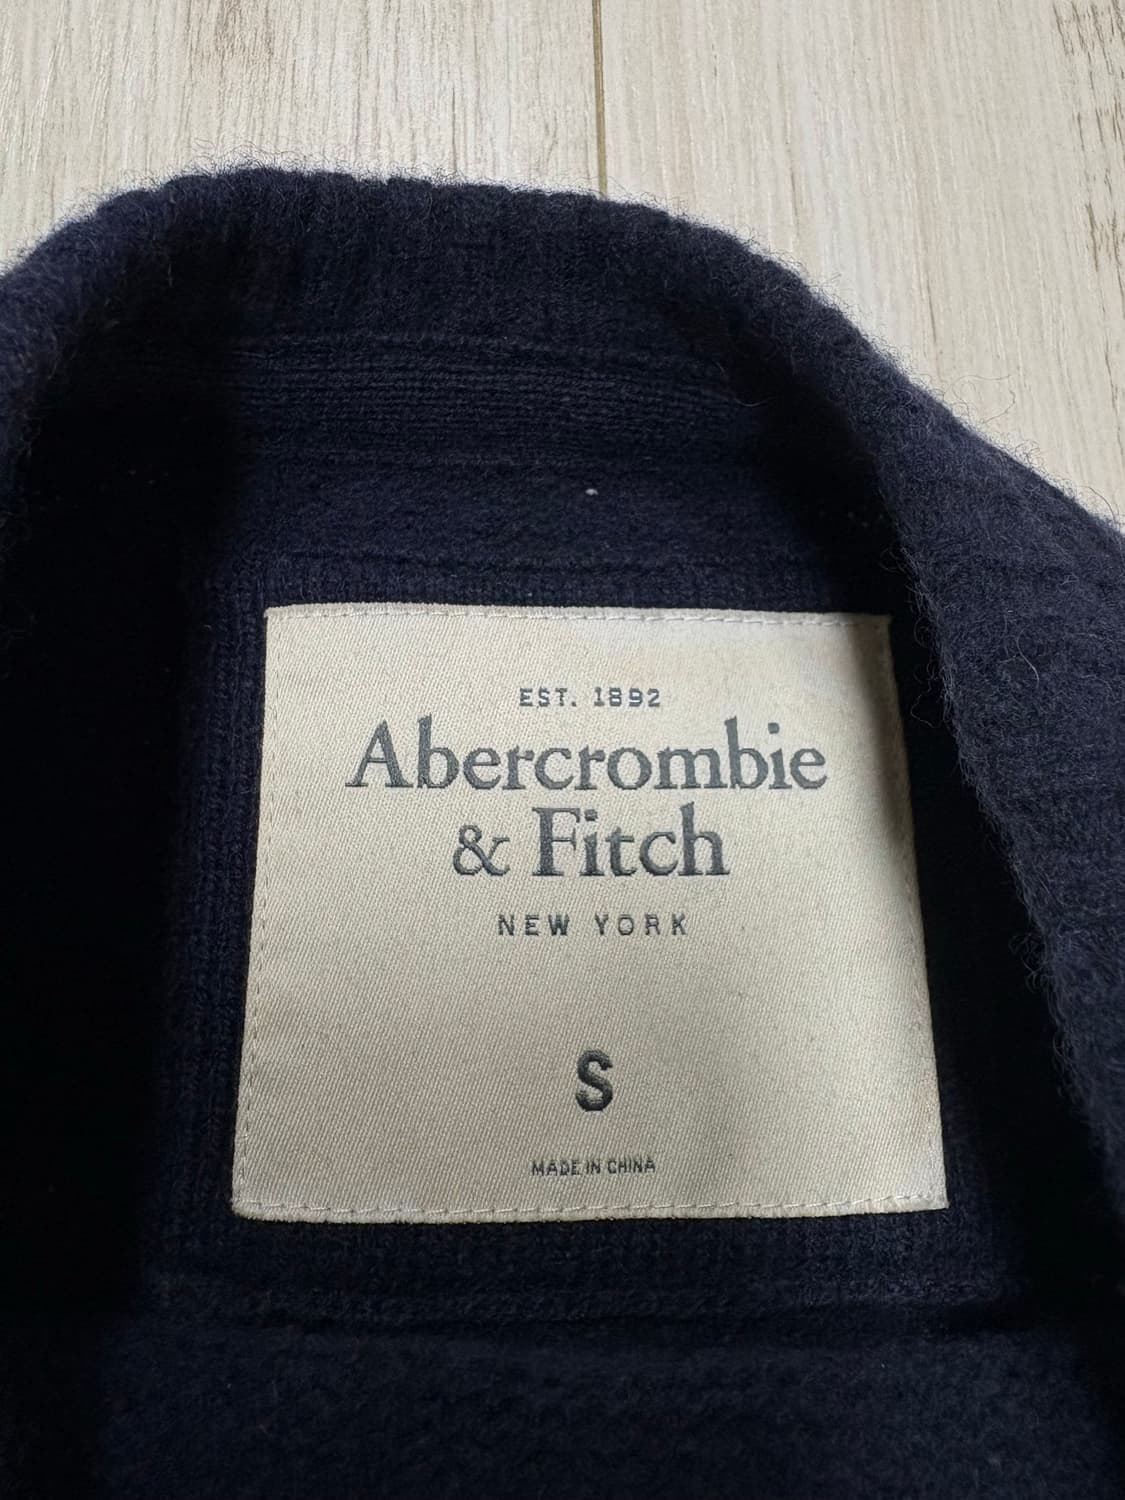 EST. 1892
Abercrombie
& Fitch
NEW YORK
S
MADE IN CHINA